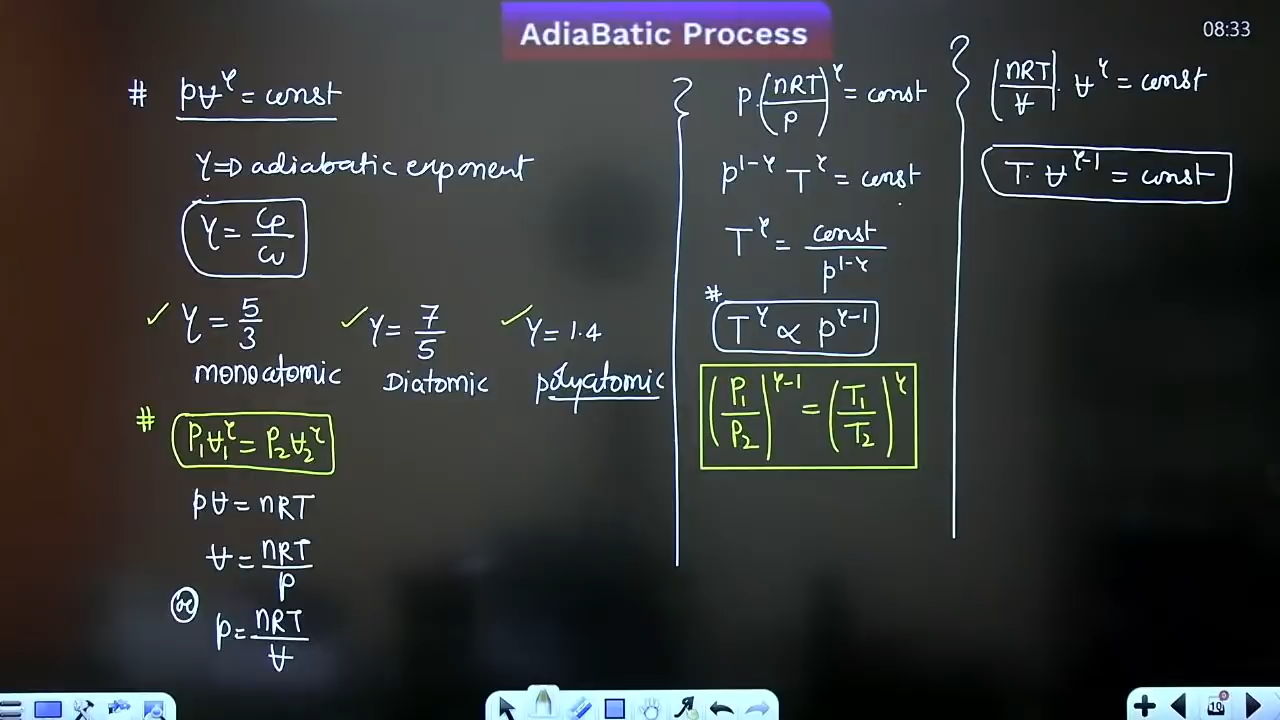 AdiaBatic Process
08:33
# PV^γ = const
γ ⇒ adiabatic exponent
γ = Cp/Cv
✓ γ = 5/3 ✓ γ = 7/5 ✓ γ = 1.4
monoatomic Diatomic polyatomic
# P₁V₁^γ = P₂V₂^γ
PV = nRT
V = nRT/P
or P = nRT/V
P·(nRT/P)^γ = const
P^(1-γ) T^γ = const
T^γ = const/P^(1-γ)
# T^γ ∝ P^(γ-1)
(P₁/P₂)^(γ-1) = (T₁/T₂)^γ
(nRT/V)·V^γ = const
T·V^(γ-1) = const
10